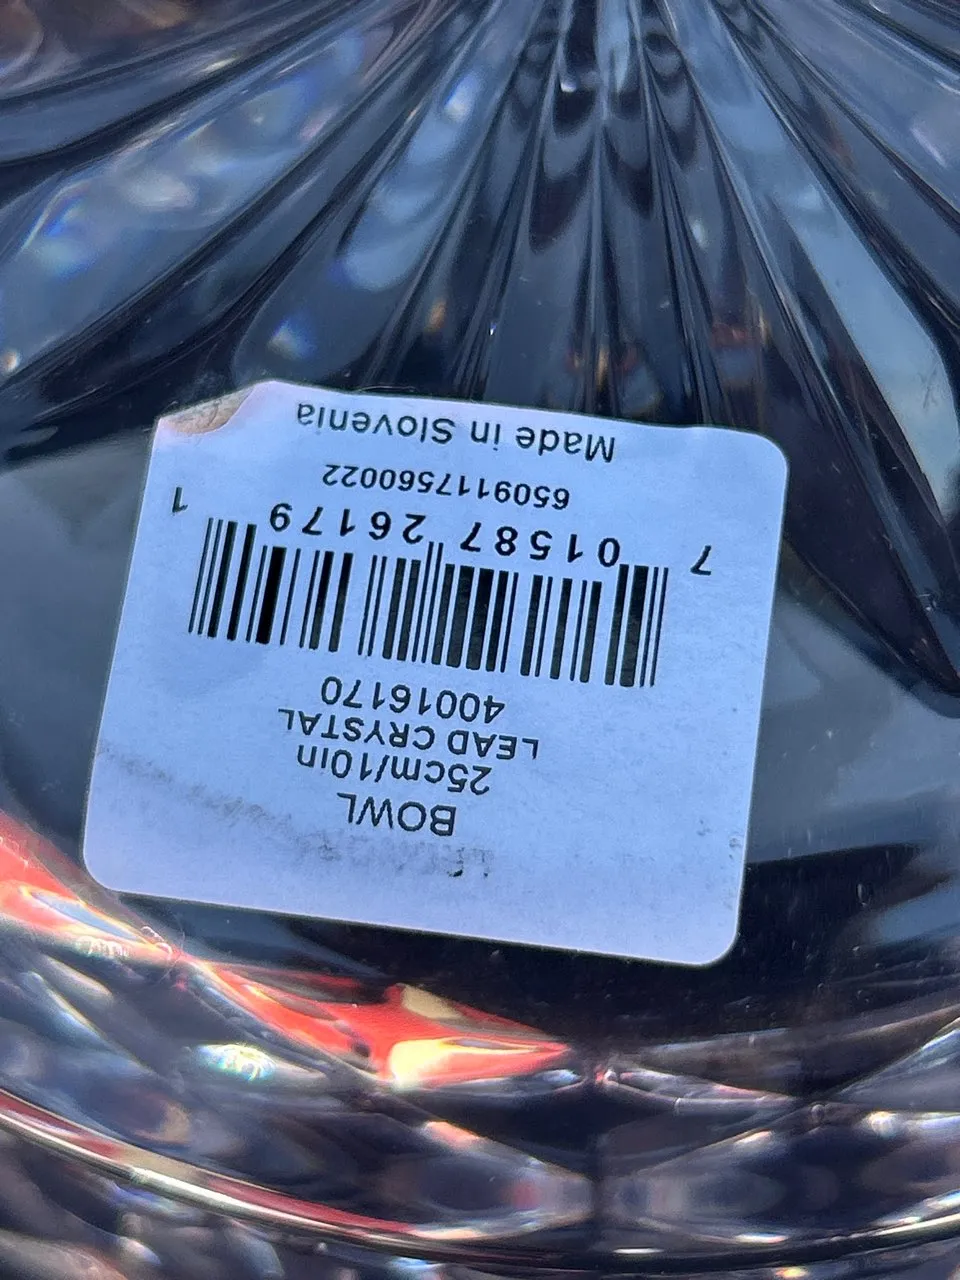 BOWL
25cm/10in
LEAD CRYSTAL
40016170
7 01587 26179 1
6509117560022
Made in Slovenia